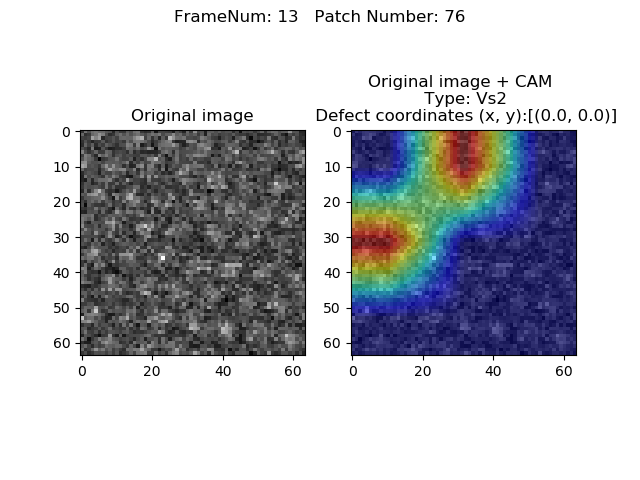 FrameNum: 13   Patch Number: 76
Original image
0
10
20
30
40
50
60
0 20 40 60
Original image + CAM
Type: Vs2
Defect coordinates (x, y):[(0.0, 0.0)]
0
10
20
30
40
50
60
0 20 40 60